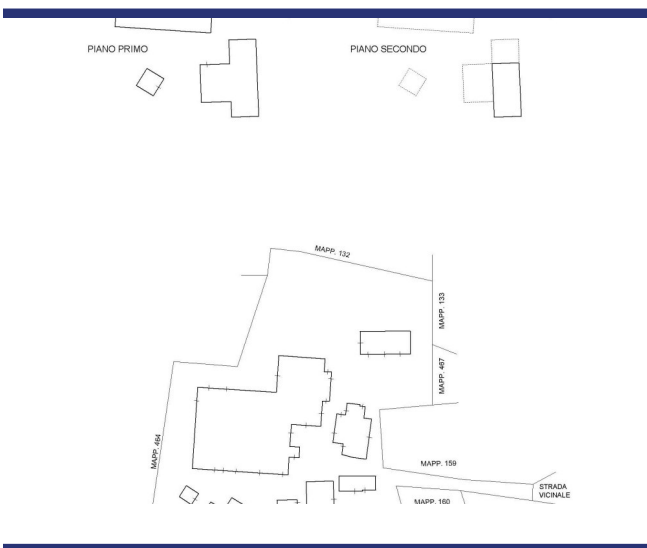 PIANO PRIMO
PIANO SECONDO
MAPP. 132
MAPP. 133
MAPP. 467
MAPP. 464
MAPP. 159
STRADA
VICINALE
MAPP. 160